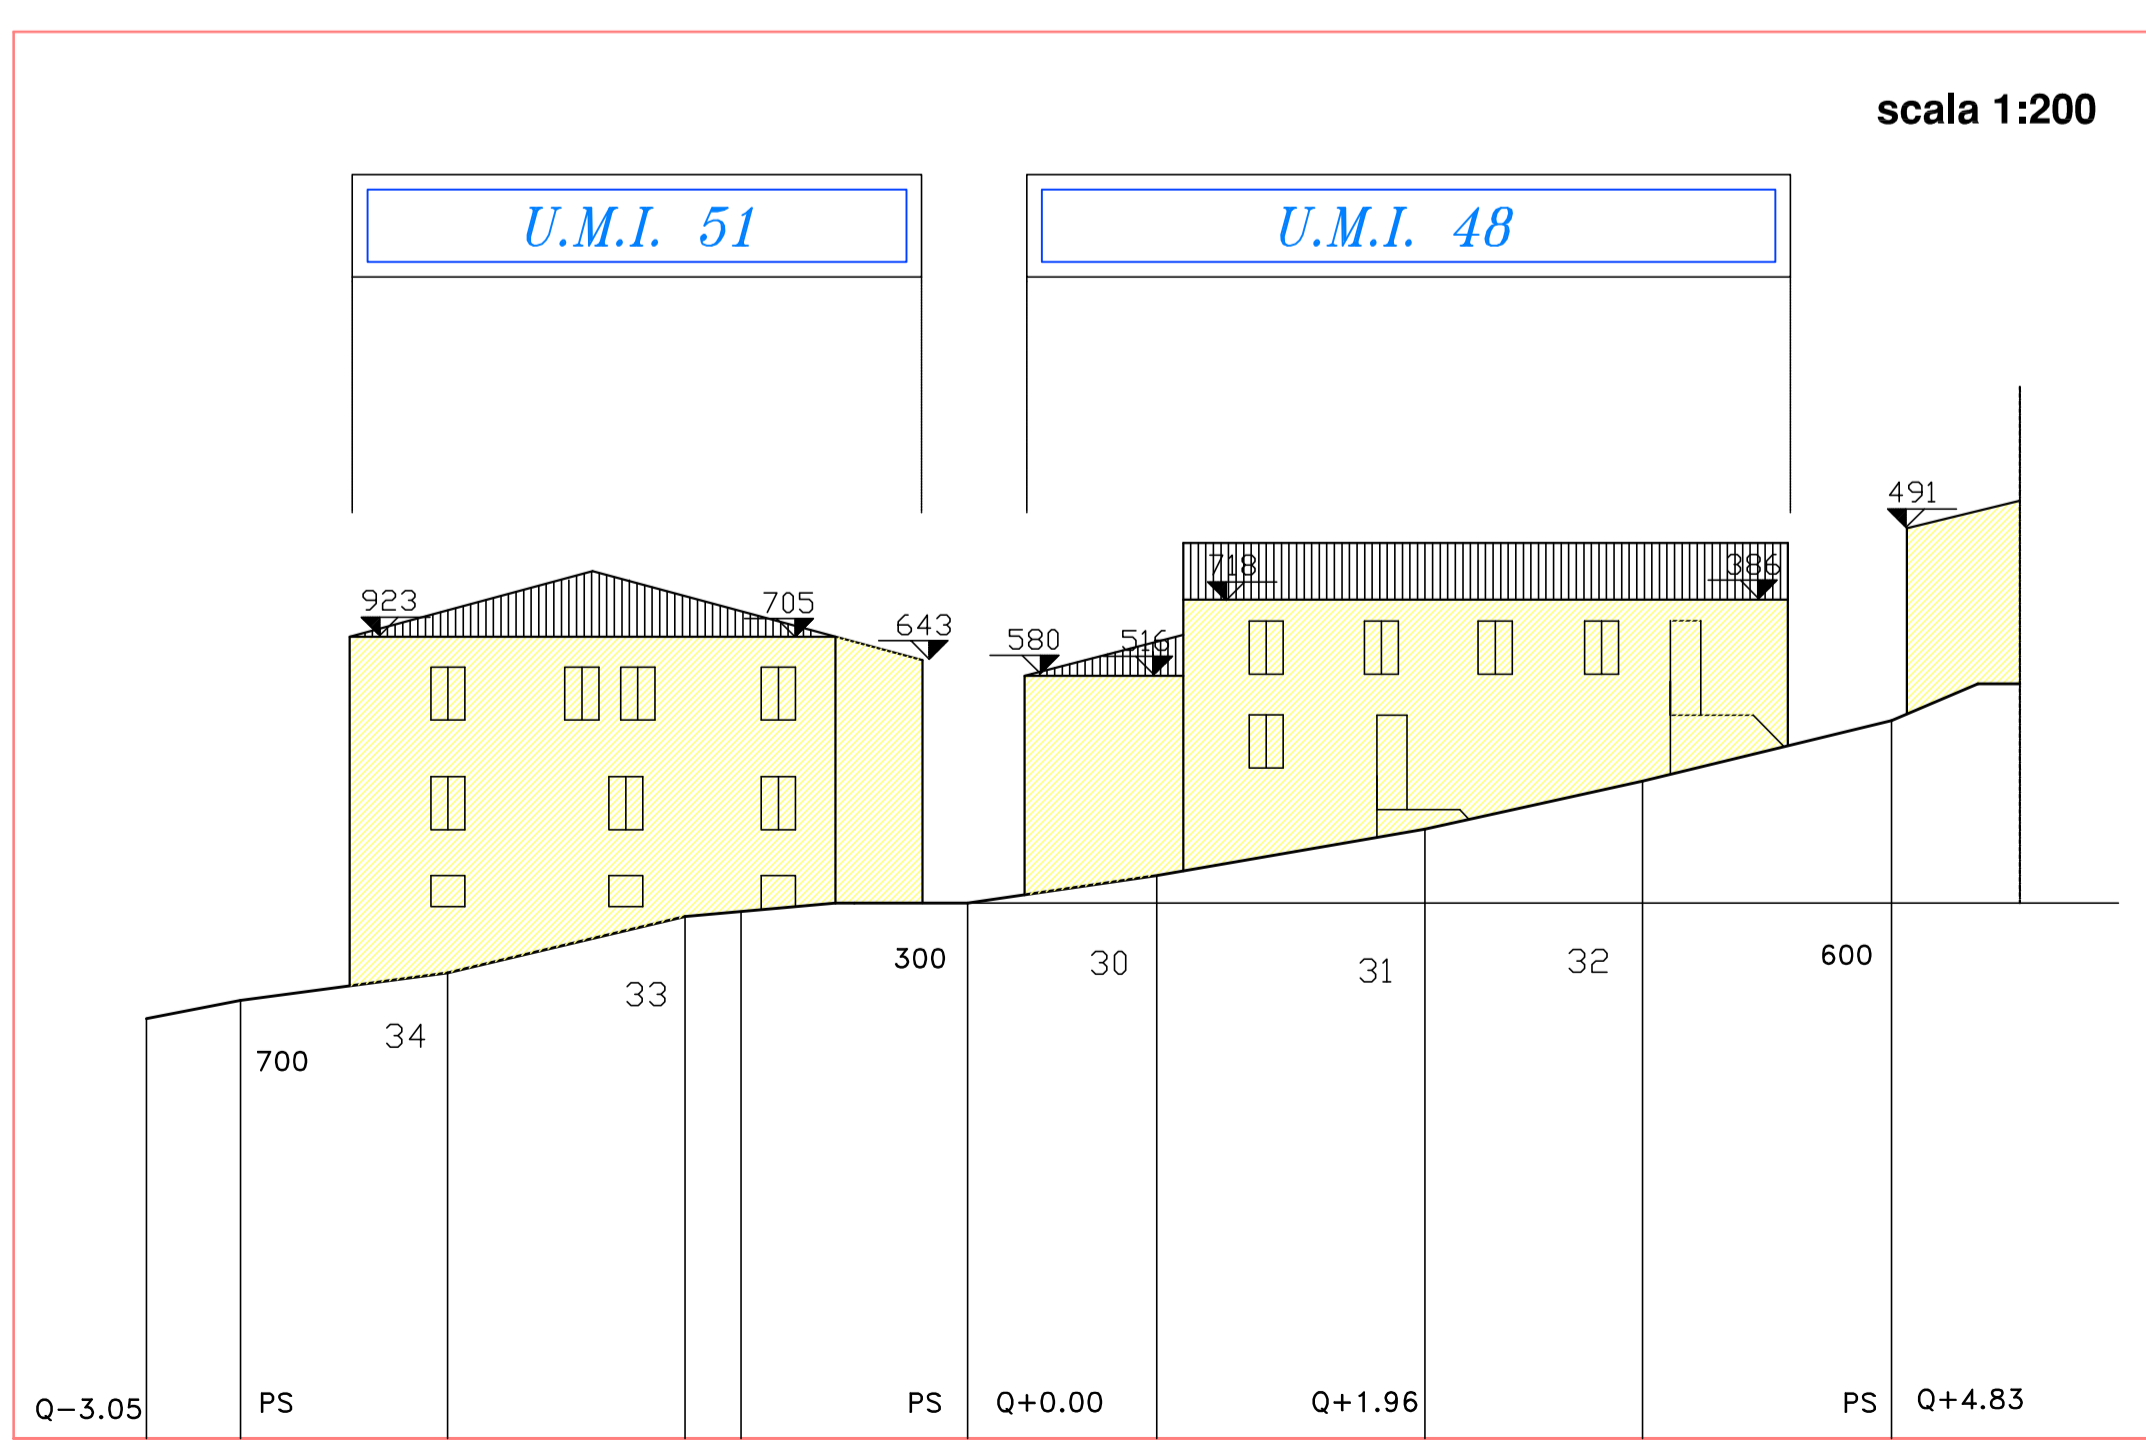 scala 1:200
U.M.I. 51 U.M.I. 48
491
718 386
923 705 643 580 516
300 30 31 32 600
33
34
700
Q-3.05 PS PS Q+0.00 Q+1.96 PS Q+4.83